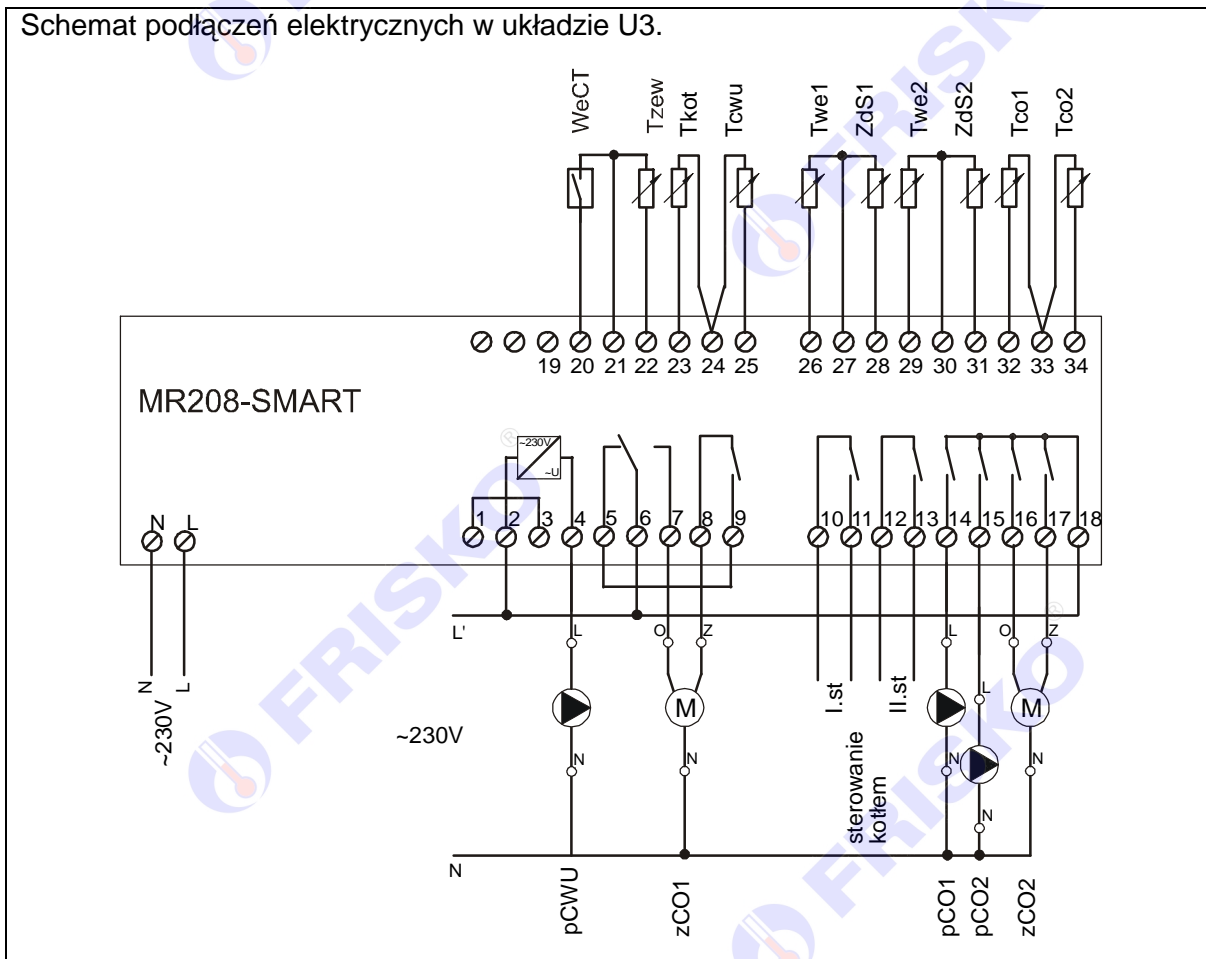 Schemat podłączeń elektrycznych w układzie U3.
WeCT Tzew Tkot Tcwu Twe1 ZdS1 Twe2 ZdS2 Tco1 Tco2
FRISKO
19 20 21 22 23 24 25 26 27 28 29 30 31 32 33 34
MR208-SMART
®
~230V
~U
N L
1 2 3 4 5 6 7 8 9 10 11 12 13 14 15 16 17 18
FRISKO
®
L'
L O Z L O Z
N L
I.st II.st
M L M
~230V
~230V
N N N N
sterowanie
kotłem
N
N
FRISKO
pCWU zCO1 pCO1 pCO2 zCO2